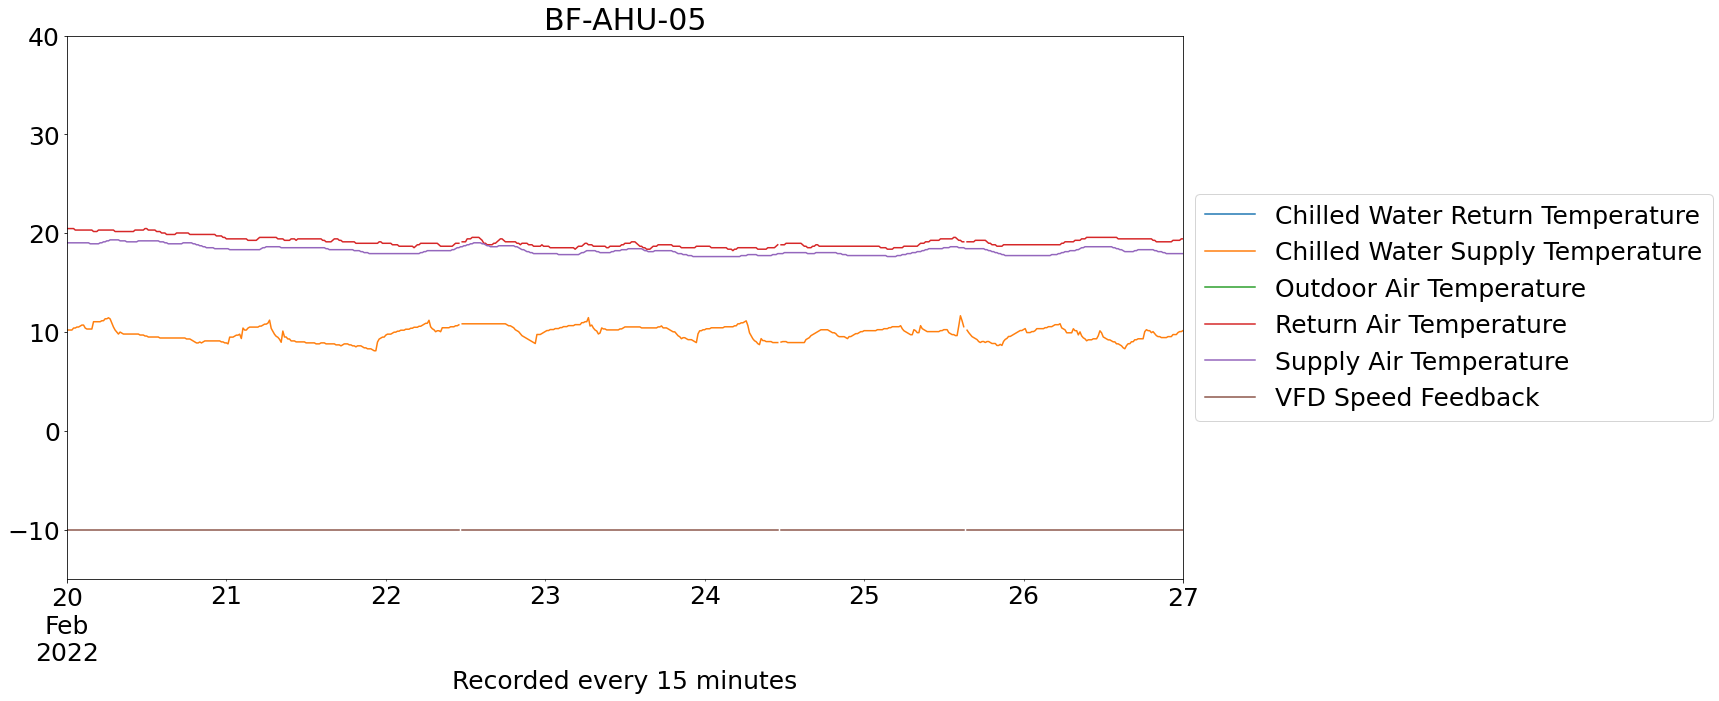 BF-AHU-05
40
30
20
10
0
−10
20
Feb
2022
21
22
23
24
25
26
27
Recorded every 15 minutes
Chilled Water Return Temperature
Chilled Water Supply Temperature
Outdoor Air Temperature
Return Air Temperature
Supply Air Temperature
VFD Speed Feedback